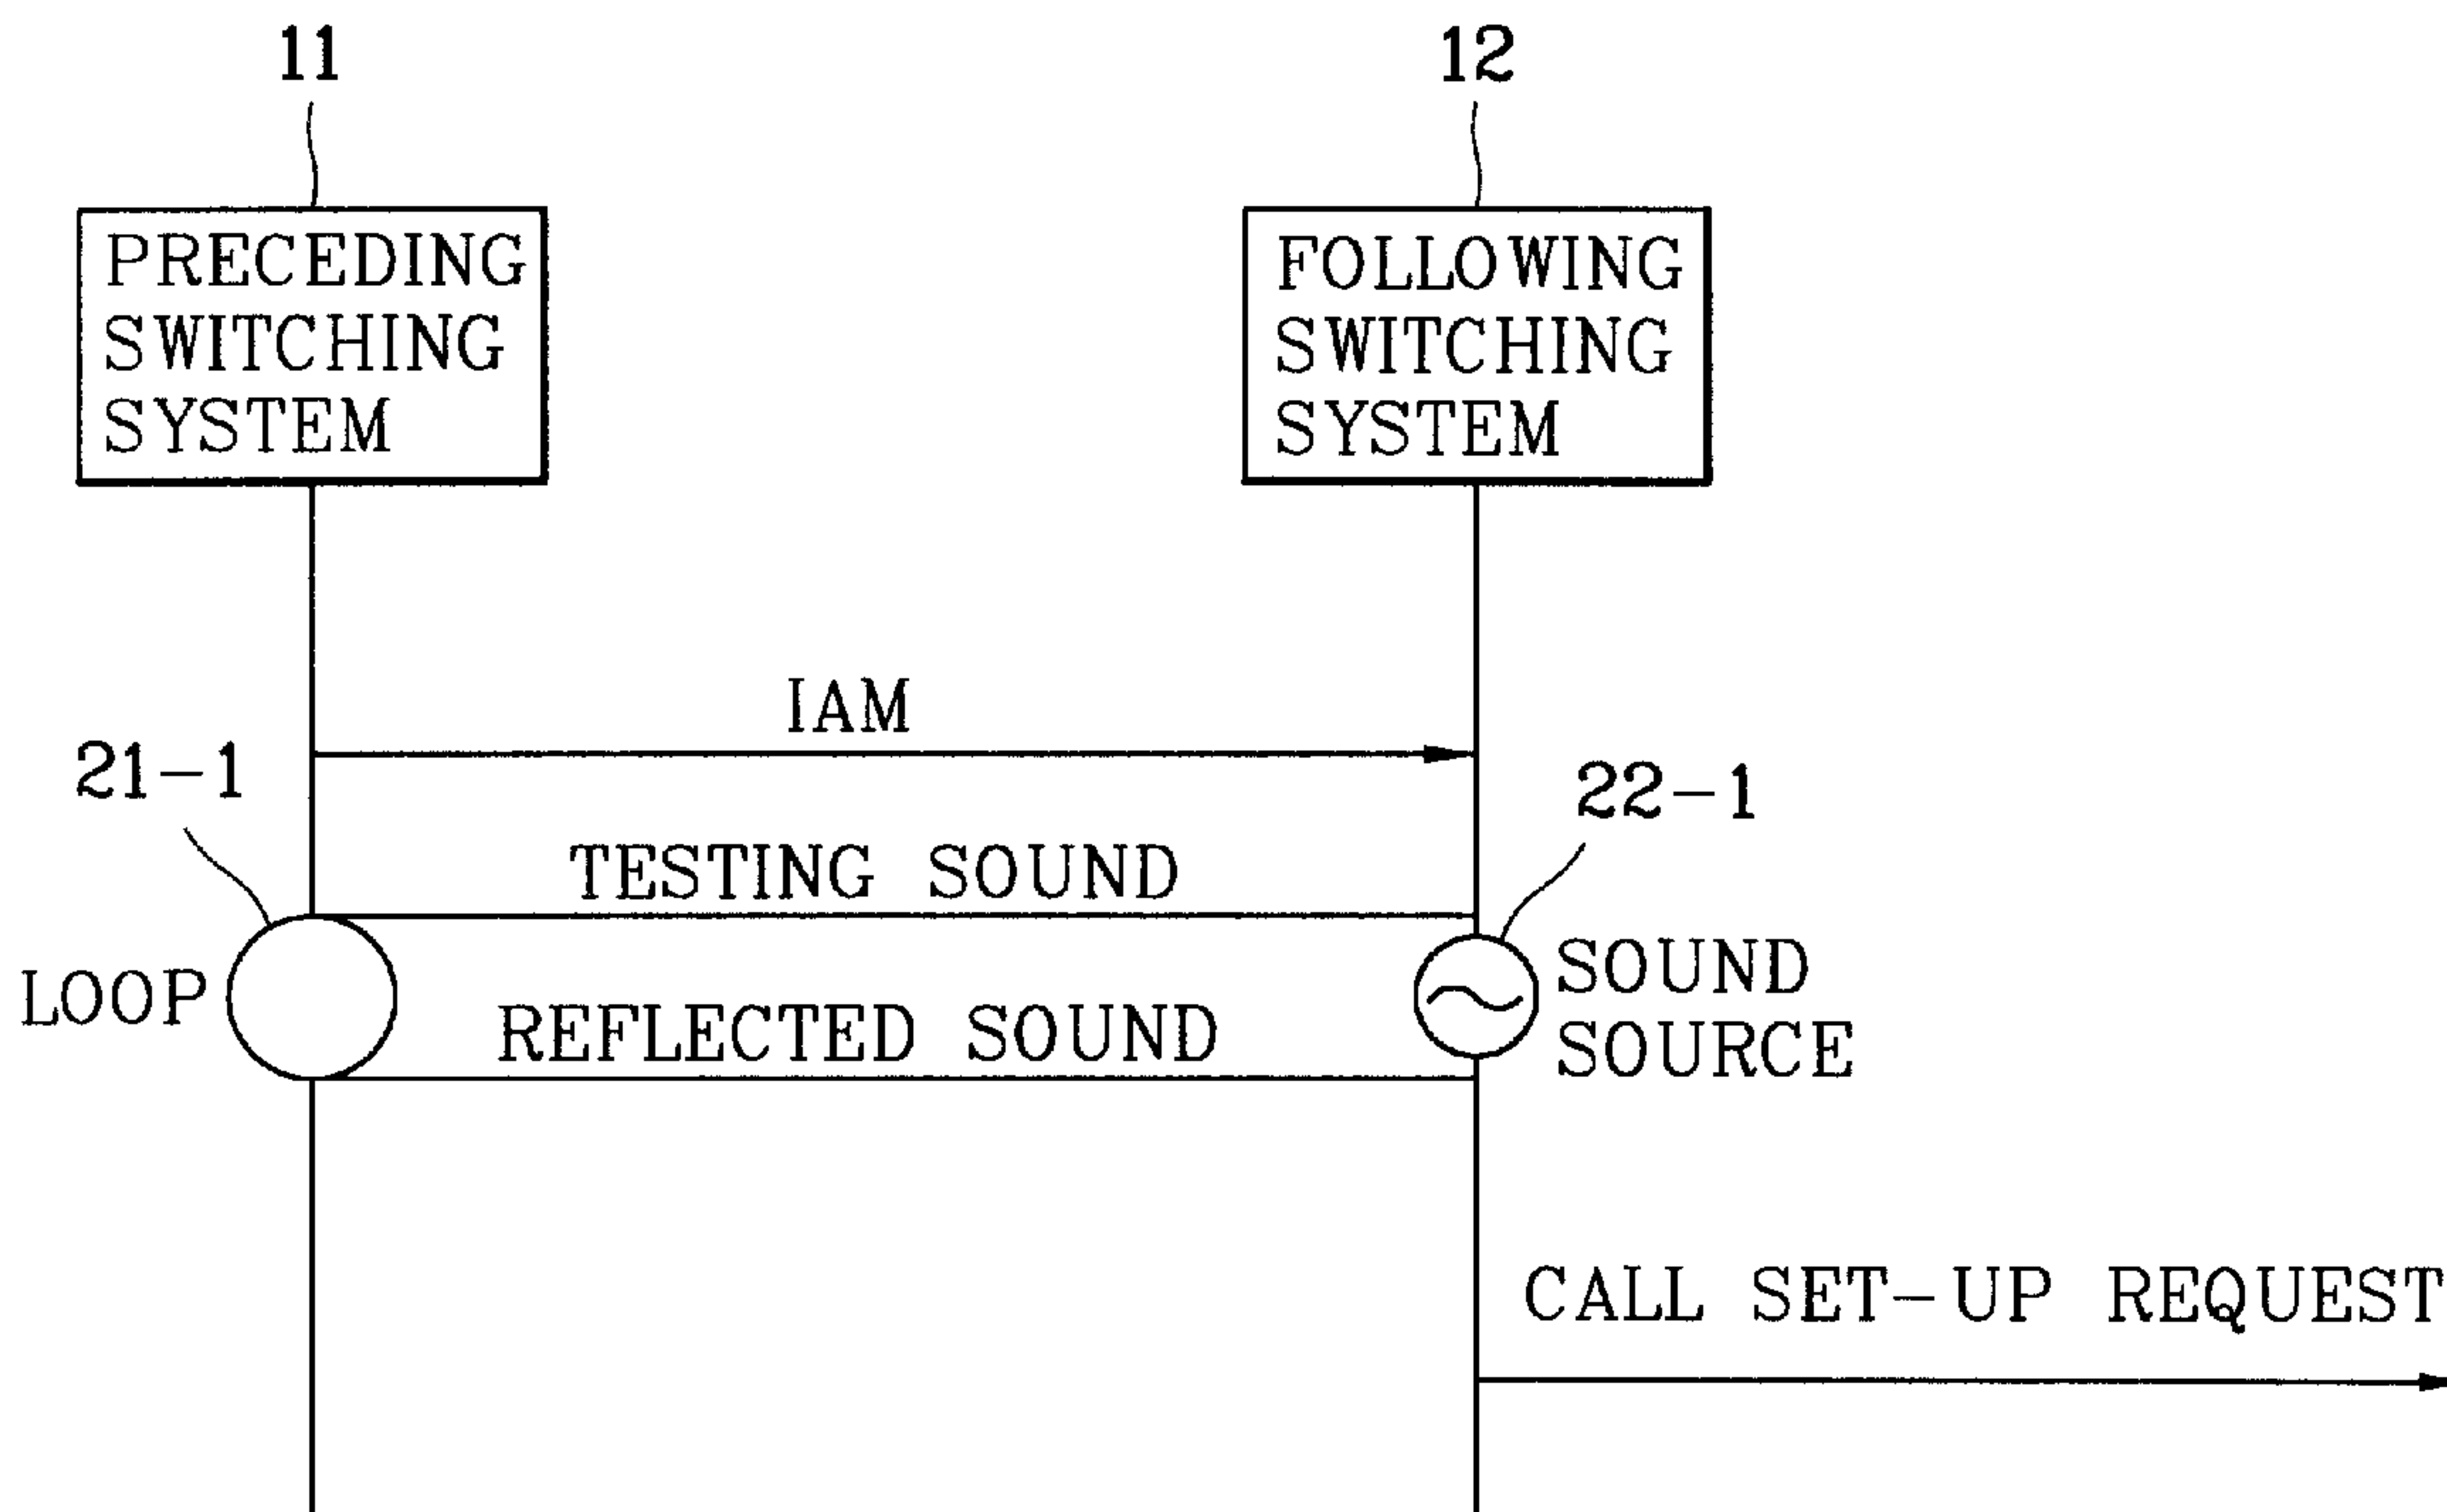 11
12
PRECEDING
SWITCHING
SYSTEM
FOLLOWING
SWITCHING
SYSTEM
IAM
21-1
22-1
TESTING SOUND
LOOP
SOUND
SOURCE
REFLECTED SOUND
CALL SET-UP REQUEST